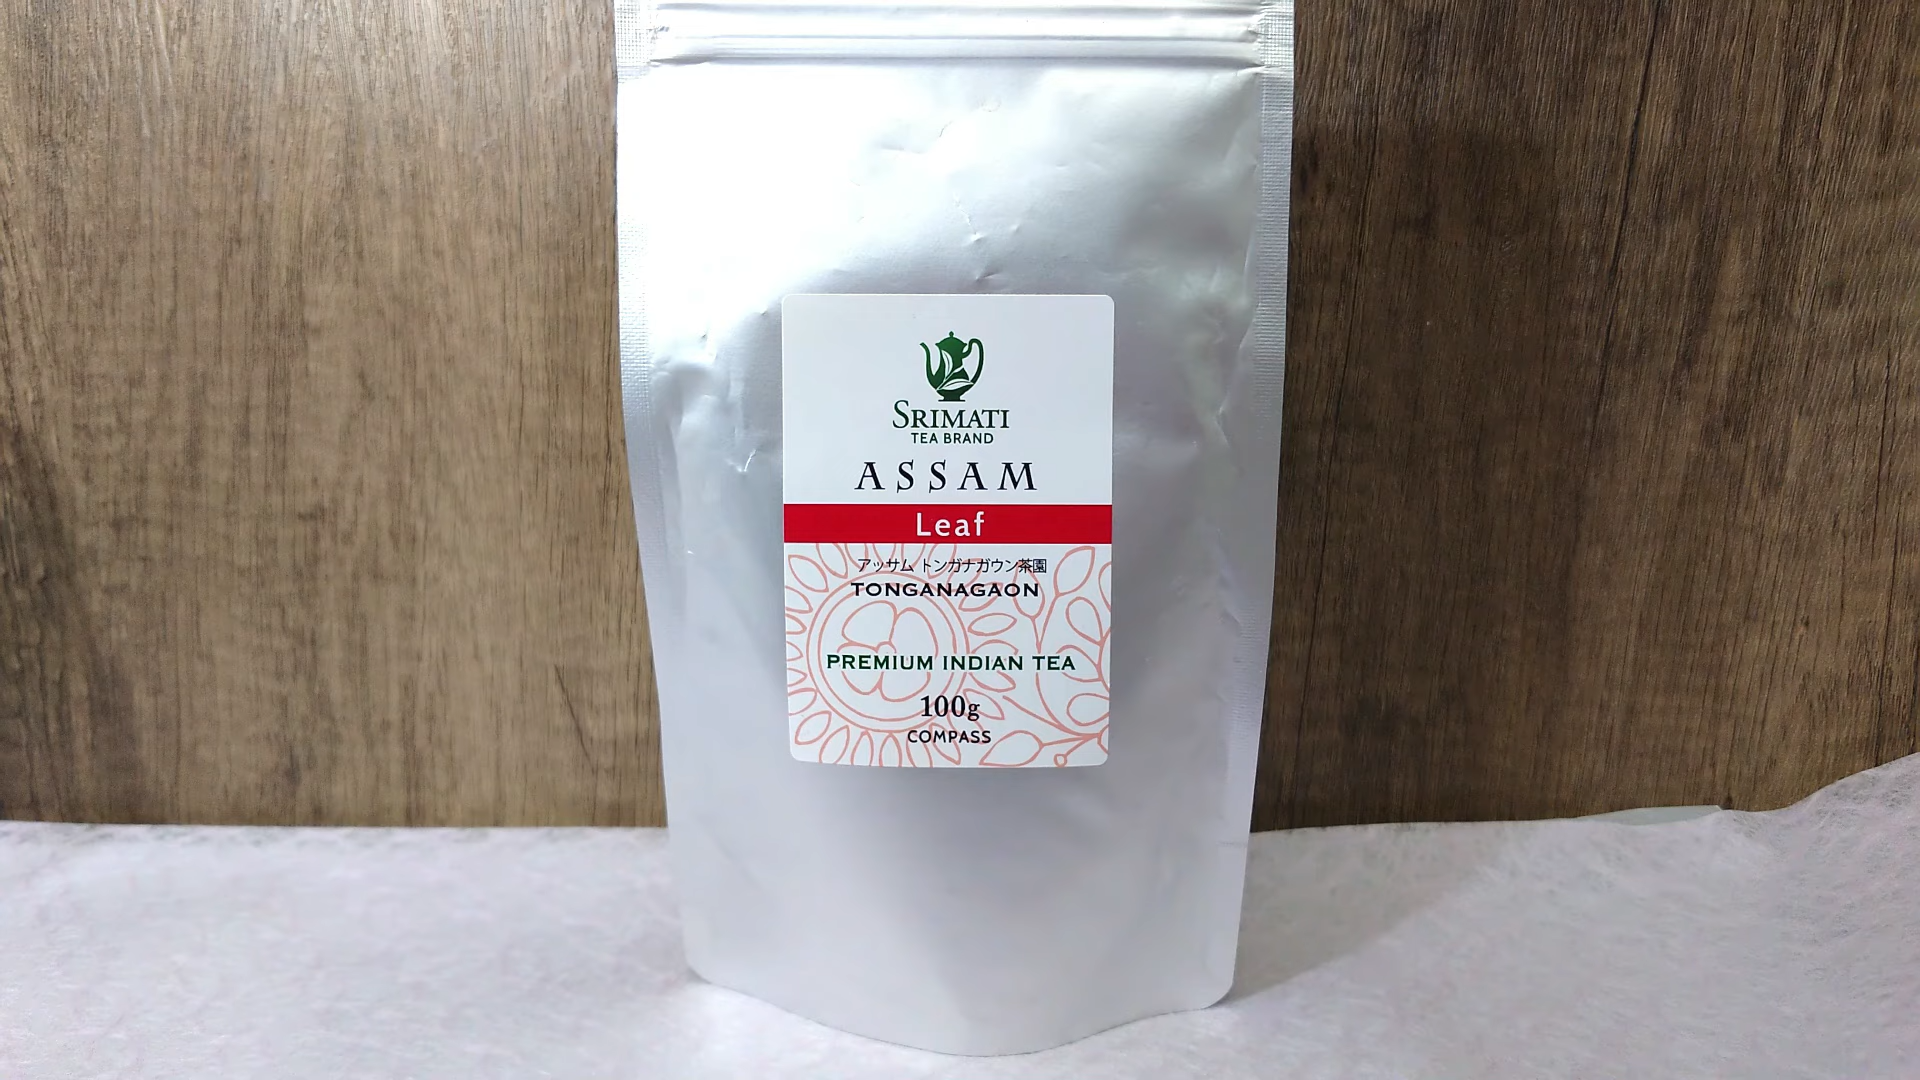 SRIMATI
TEA BRAND
ASSAM
Leaf
アッサム トンガナガウン茶園
TONGANAGAON
PREMIUM INDIAN TEA
100g
COMPASS